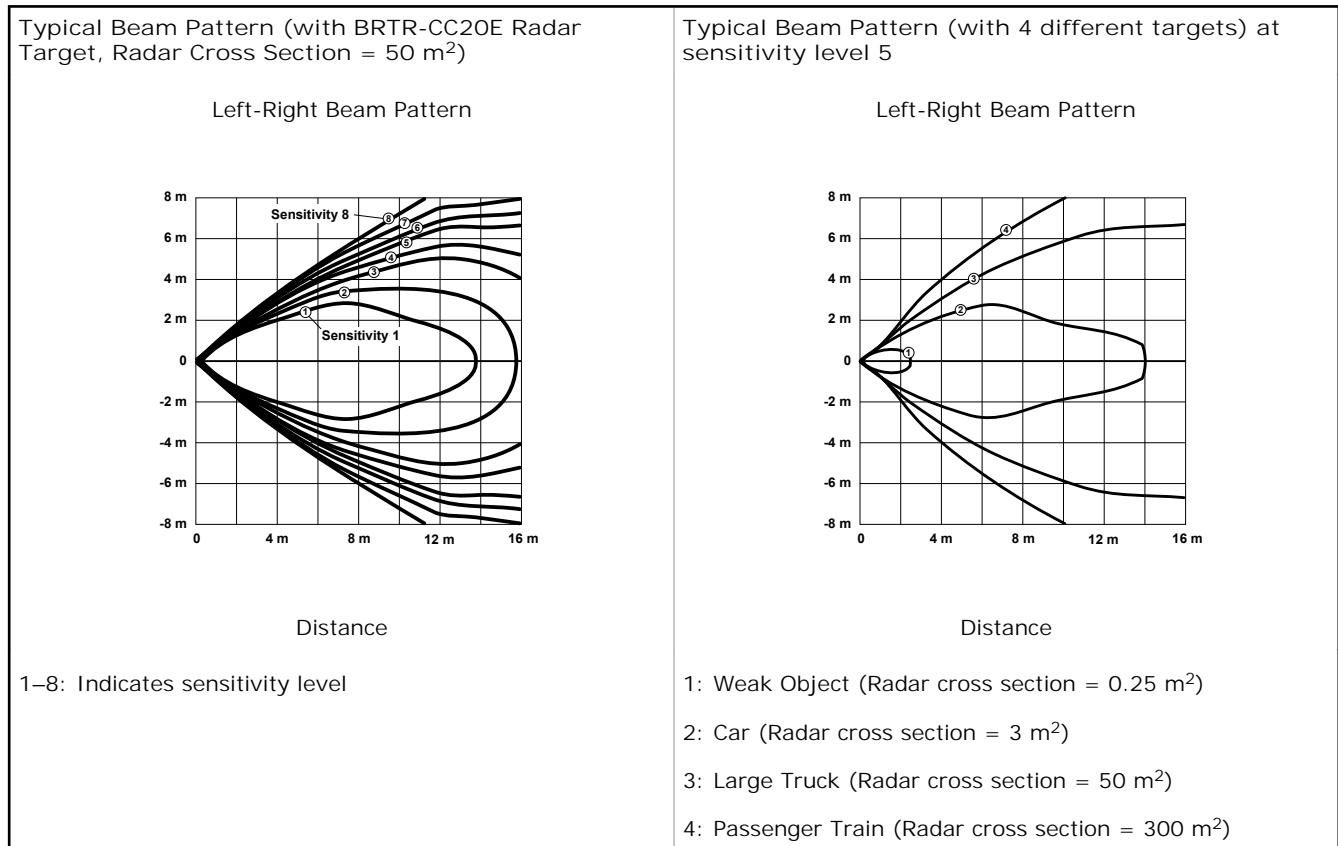 Typical Beam Pattern (with BRTR-CC20E Radar
Target, Radar Cross Section = 50 m²)
Left-Right Beam Pattern
8 m
6 m
4 m
2 m
0
-2 m
-4 m
-6 m
-8 m
Sensitivity 8
8
7
6
5
4
3
2
1
Sensitivity 1
0
4 m
8 m
12 m
16 m
Distance
1–8: Indicates sensitivity level
Typical Beam Pattern (with 4 different targets) at
sensitivity level 5
Left-Right Beam Pattern
8 m
6 m
4 m
2 m
0
-2 m
-4 m
-6 m
-8 m
4
3
2
1
0
4 m
8 m
12 m
16 m
Distance
1: Weak Object (Radar cross section = 0.25 m²)
2: Car (Radar cross section = 3 m²)
3: Large Truck (Radar cross section = 50 m²)
4: Passenger Train (Radar cross section = 300 m²)